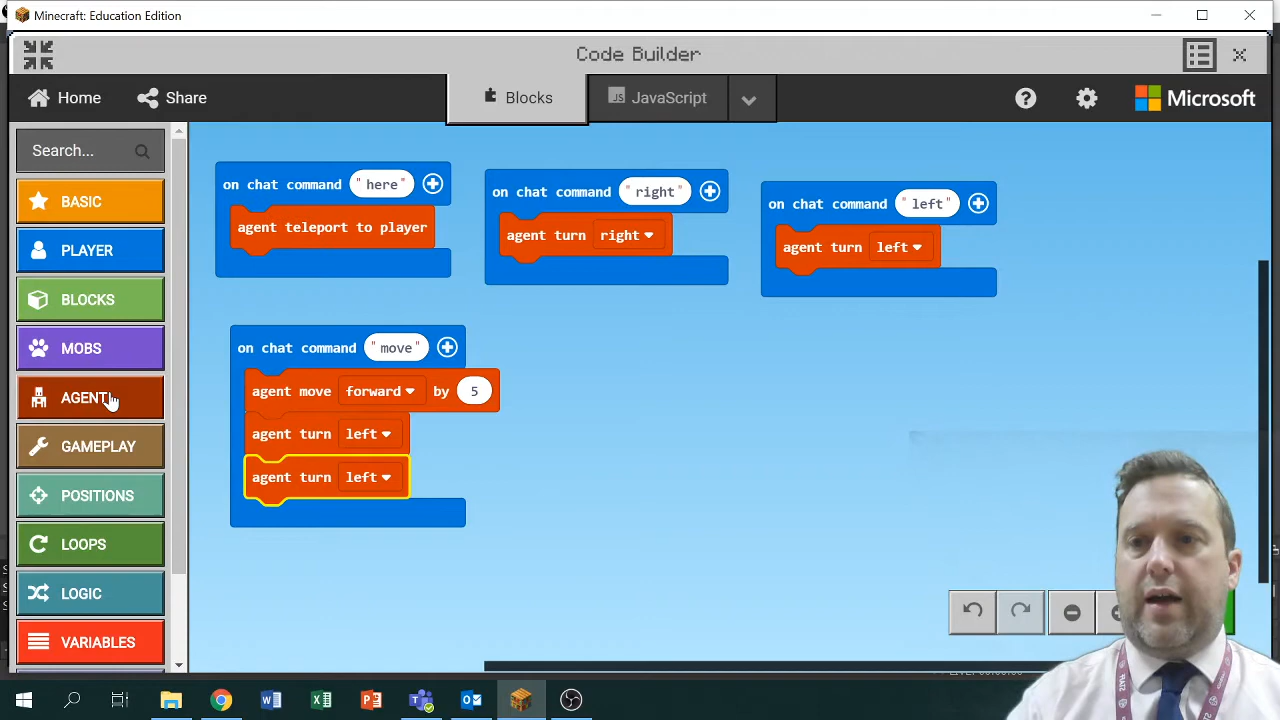 Minecraft: Education Edition
Code Builder
Home
Share
Blocks
JS
JavaScript
?
Microsoft
Search...
BASIC
PLAYER
BLOCKS
MOBS
AGENT
GAMEPLAY
POSITIONS
LOOPS
LOGIC
VARIABLES
on chat command "here"
agent teleport to player
on chat command "right"
agent turn right
on chat command "left"
agent turn left
on chat command "move"
agent move forward by 5
agent turn left
agent turn left